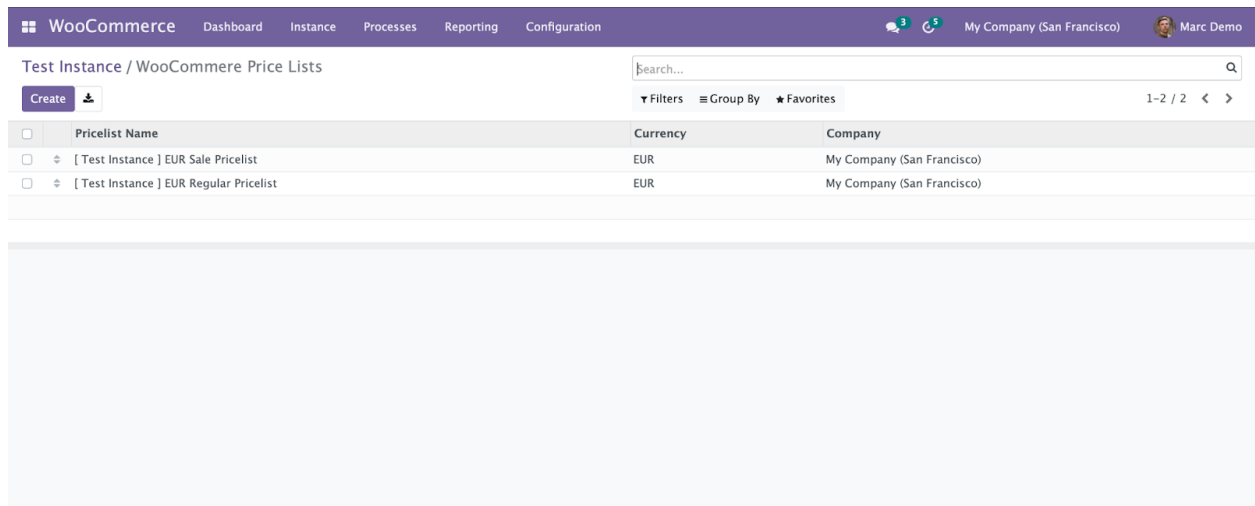 WooCommerce Dashboard Instance Processes Reporting Configuration 3 5 My Company (San Francisco) Marc Demo
Test Instance / WooCommere Price Lists Search...
Create Filters Group By Favorites 1-2 / 2
Pricelist Name Currency Company
[ Test Instance ] EUR Sale Pricelist EUR My Company (San Francisco)
[ Test Instance ] EUR Regular Pricelist EUR My Company (San Francisco)